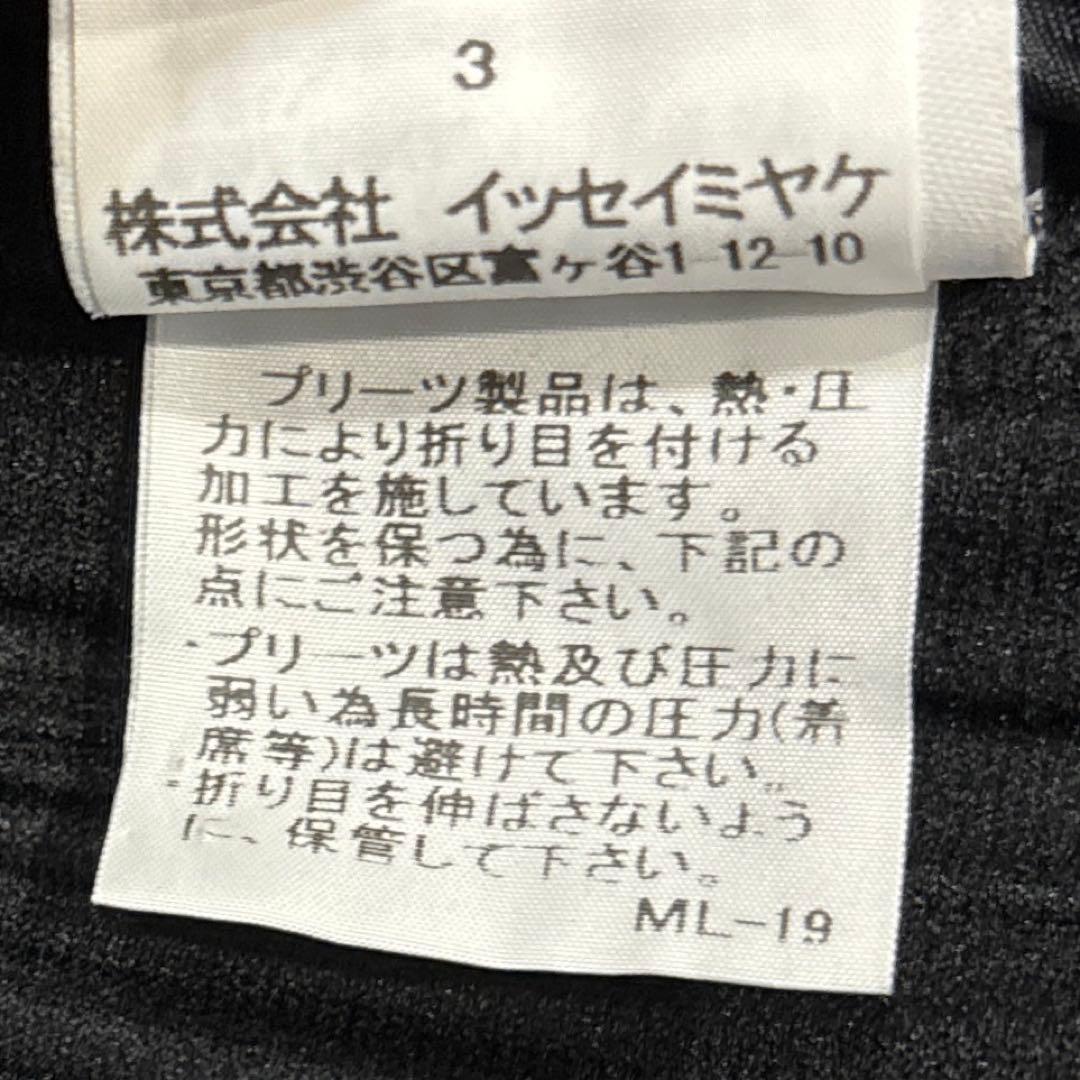 3
株式会社 イッセイミヤケ
東京都渋谷区富ヶ谷1-12-10
プリーツ製品は、熱・圧
力により折り目を付ける
加工を施しています。
形状を保つ為に、下記の
点にご注意下さい。
・プリーツは熱及び圧力に
弱い為長時間の圧力(着
席等)は避けて下さい。
・折り目を伸ばさないよう
に、保管して下さい。
ML-19